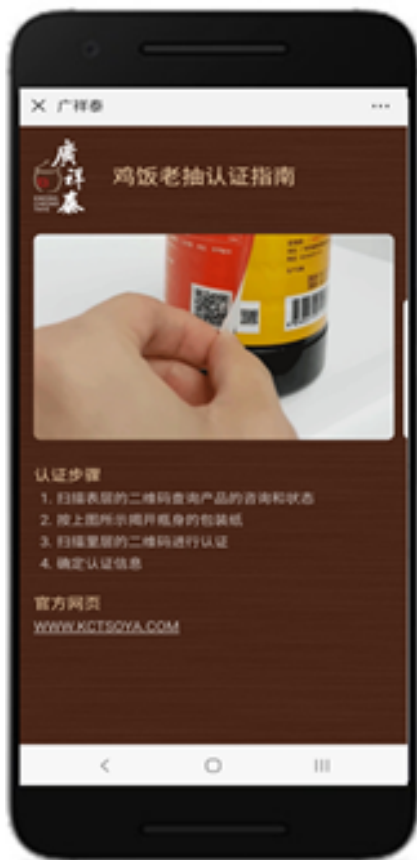 广祥泰
廣祥泰
鸡饭老抽认证指南
认证步骤
1. 扫描表层的二维码查询产品的咨询和状态
2. 按上图所示揭开瓶身的包装纸
3. 扫描里层的二维码进行认证
4. 确定认证信息
官方网页
WWW.KCTSOYA.COM